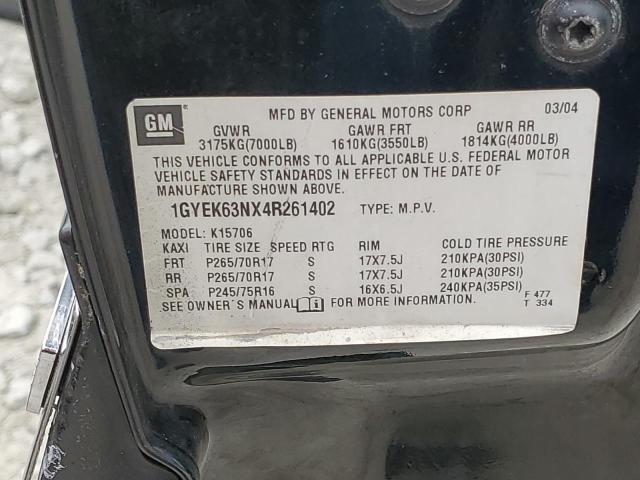 GM ® MFD BY GENERAL MOTORS CORP 03/04
GVWR GAWR FRT GAWR RR
3175KG(7000LB) 1610KG(3550LB) 1814KG(4000LB)
THIS VEHICLE CONFORMS TO ALL APPLICABLE U.S. FEDERAL MOTOR
VEHICLE SAFETY STANDARDS IN EFFECT ON THE DATE OF
MANUFACTURE SHOWN ABOVE.
1GYEK63NX4R261402 TYPE: M.P.V.
MODEL: K15706
KAXI TIRE SIZE SPEED RTG RIM COLD TIRE PRESSURE
FRT P265/70R17 S 17X7.5J 210KPA(30PSI)
RR P265/70R17 S 17X7.5J 210KPA(30PSI)
SPA P245/75R16 S 16X6.5J 240KPA(35PSI)
SEE OWNER'S MANUAL FOR MORE INFORMATION.
F 477
T 334